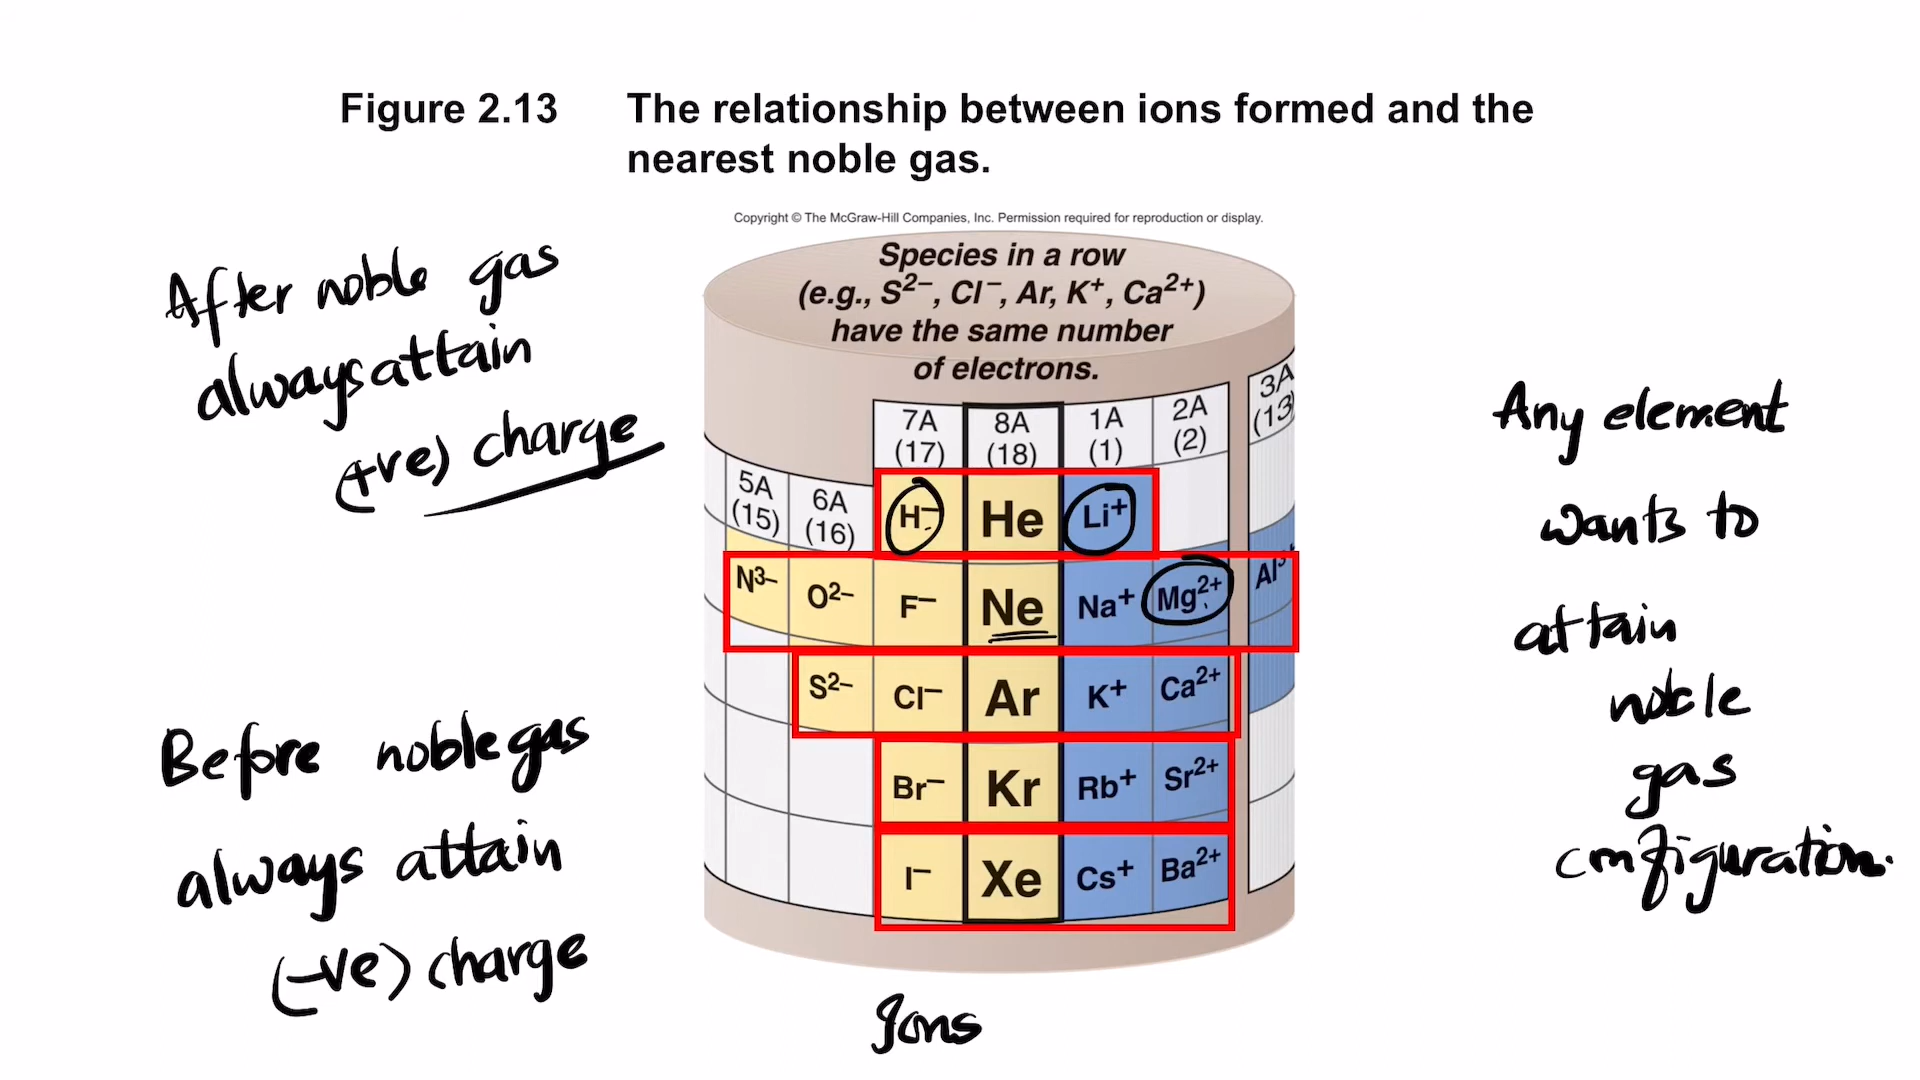 Figure 2.13 The relationship between ions formed and the
nearest noble gas.
Copyright © The McGraw-Hill Companies, Inc. Permission required for reproduction or display.
After noble gas
always attain
(+ve) charge
Before noble gas
always attain
(-ve) charge
Species in a row
(e.g., S²⁻, Cl⁻, Ar, K⁺, Ca²⁺)
have the same number
of electrons.
5A (15) 6A (16) 7A (17) 8A (18) 1A (1) 2A (2) 3A (13)
H⁻ He Li⁺
N³⁻ O²⁻ F⁻ Ne Na⁺ Mg²⁺ Al³⁺
S²⁻ Cl⁻ Ar K⁺ Ca²⁺
Br⁻ Kr Rb⁺ Sr²⁺
I⁻ Xe Cs⁺ Ba²⁺
Ions
Any element
wants to
attain
noble
gas
configuration.